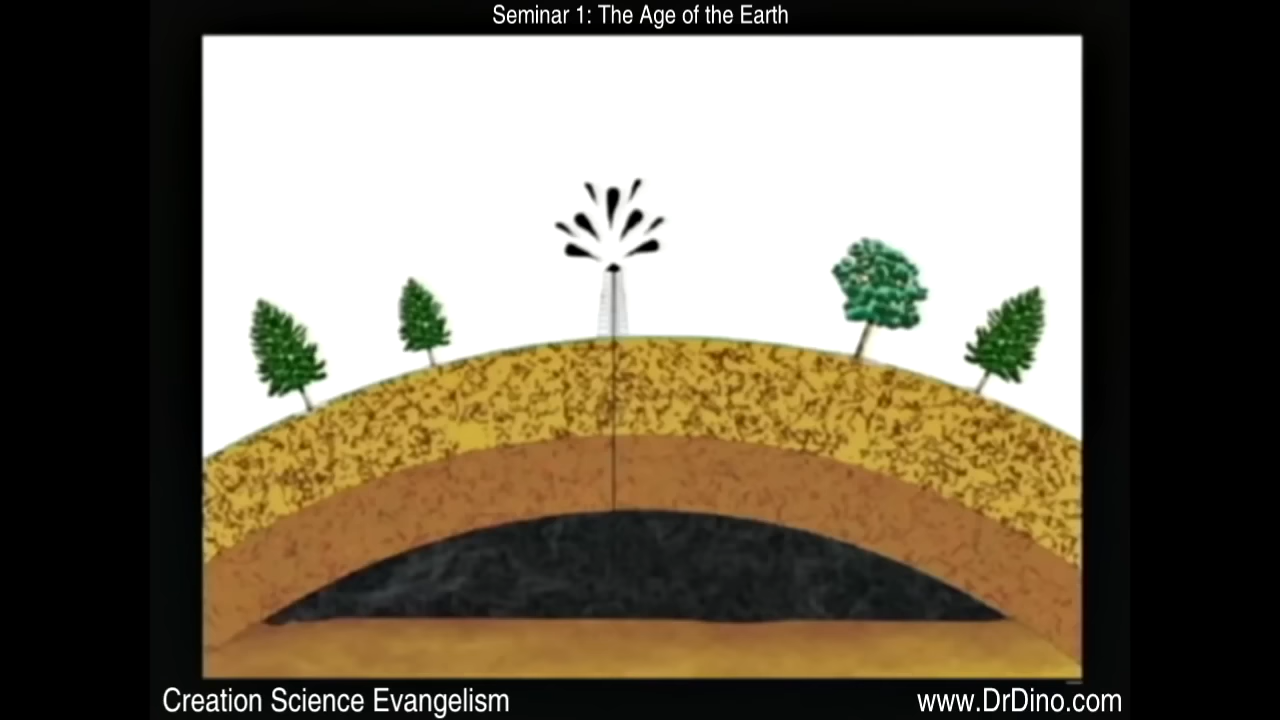 Seminar 1: The Age of the Earth
Creation Science Evangelism
www.DrDino.com